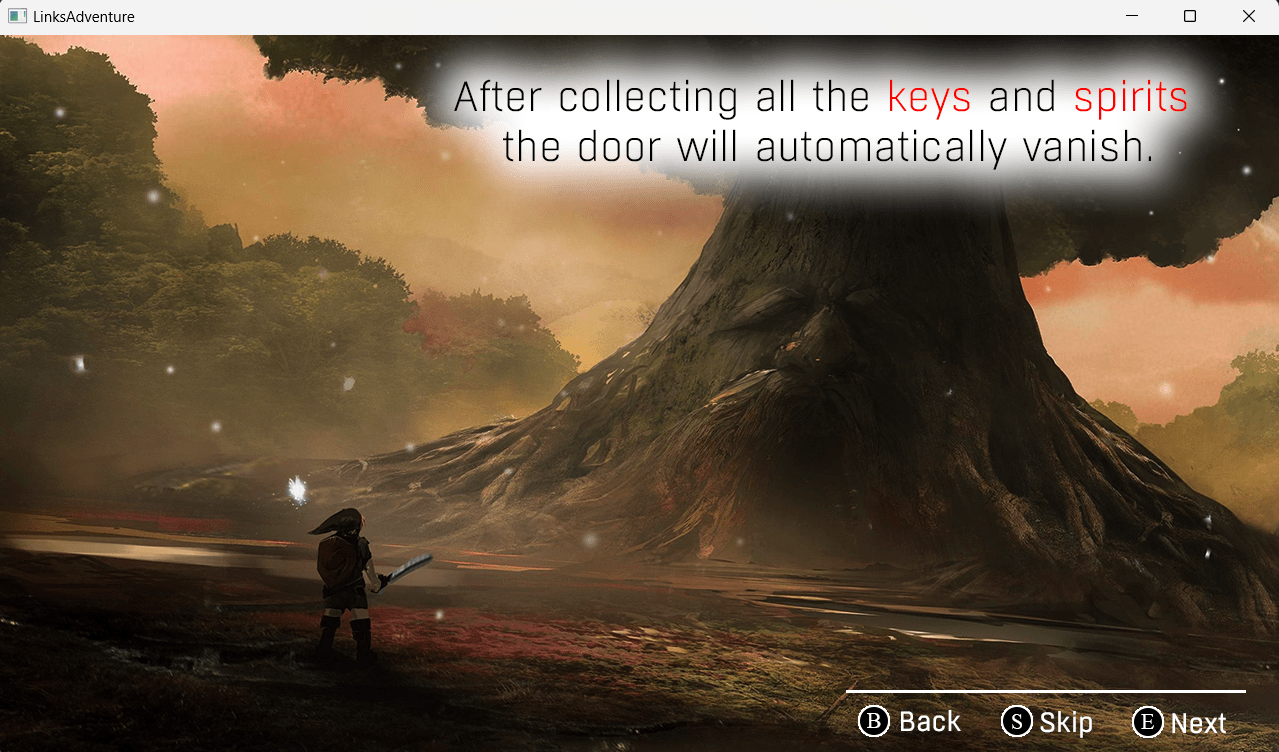 LinksAdventure
After collecting all the keys and spirits
the door will automatically vanish.
B Back S Skip E Next